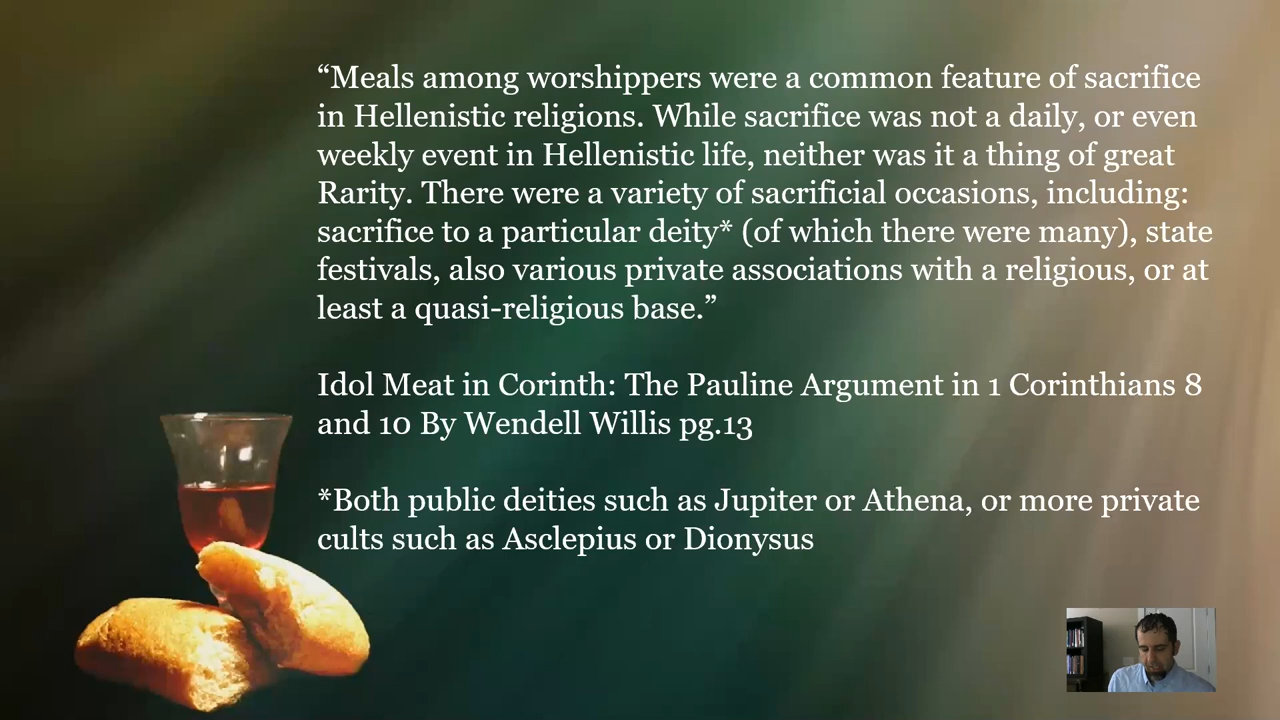 “Meals among worshippers were a common feature of sacrifice
in Hellenistic religions. While sacrifice was not a daily, or even
weekly event in Hellenistic life, neither was it a thing of great
Rarity. There were a variety of sacrificial occasions, including:
sacrifice to a particular deity* (of which there were many), state
festivals, also various private associations with a religious, or at
least a quasi-religious base.”
Idol Meat in Corinth: The Pauline Argument in 1 Corinthians 8
and 10 By Wendell Willis pg.13
*Both public deities such as Jupiter or Athena, or more private
cults such as Asclepius or Dionysus